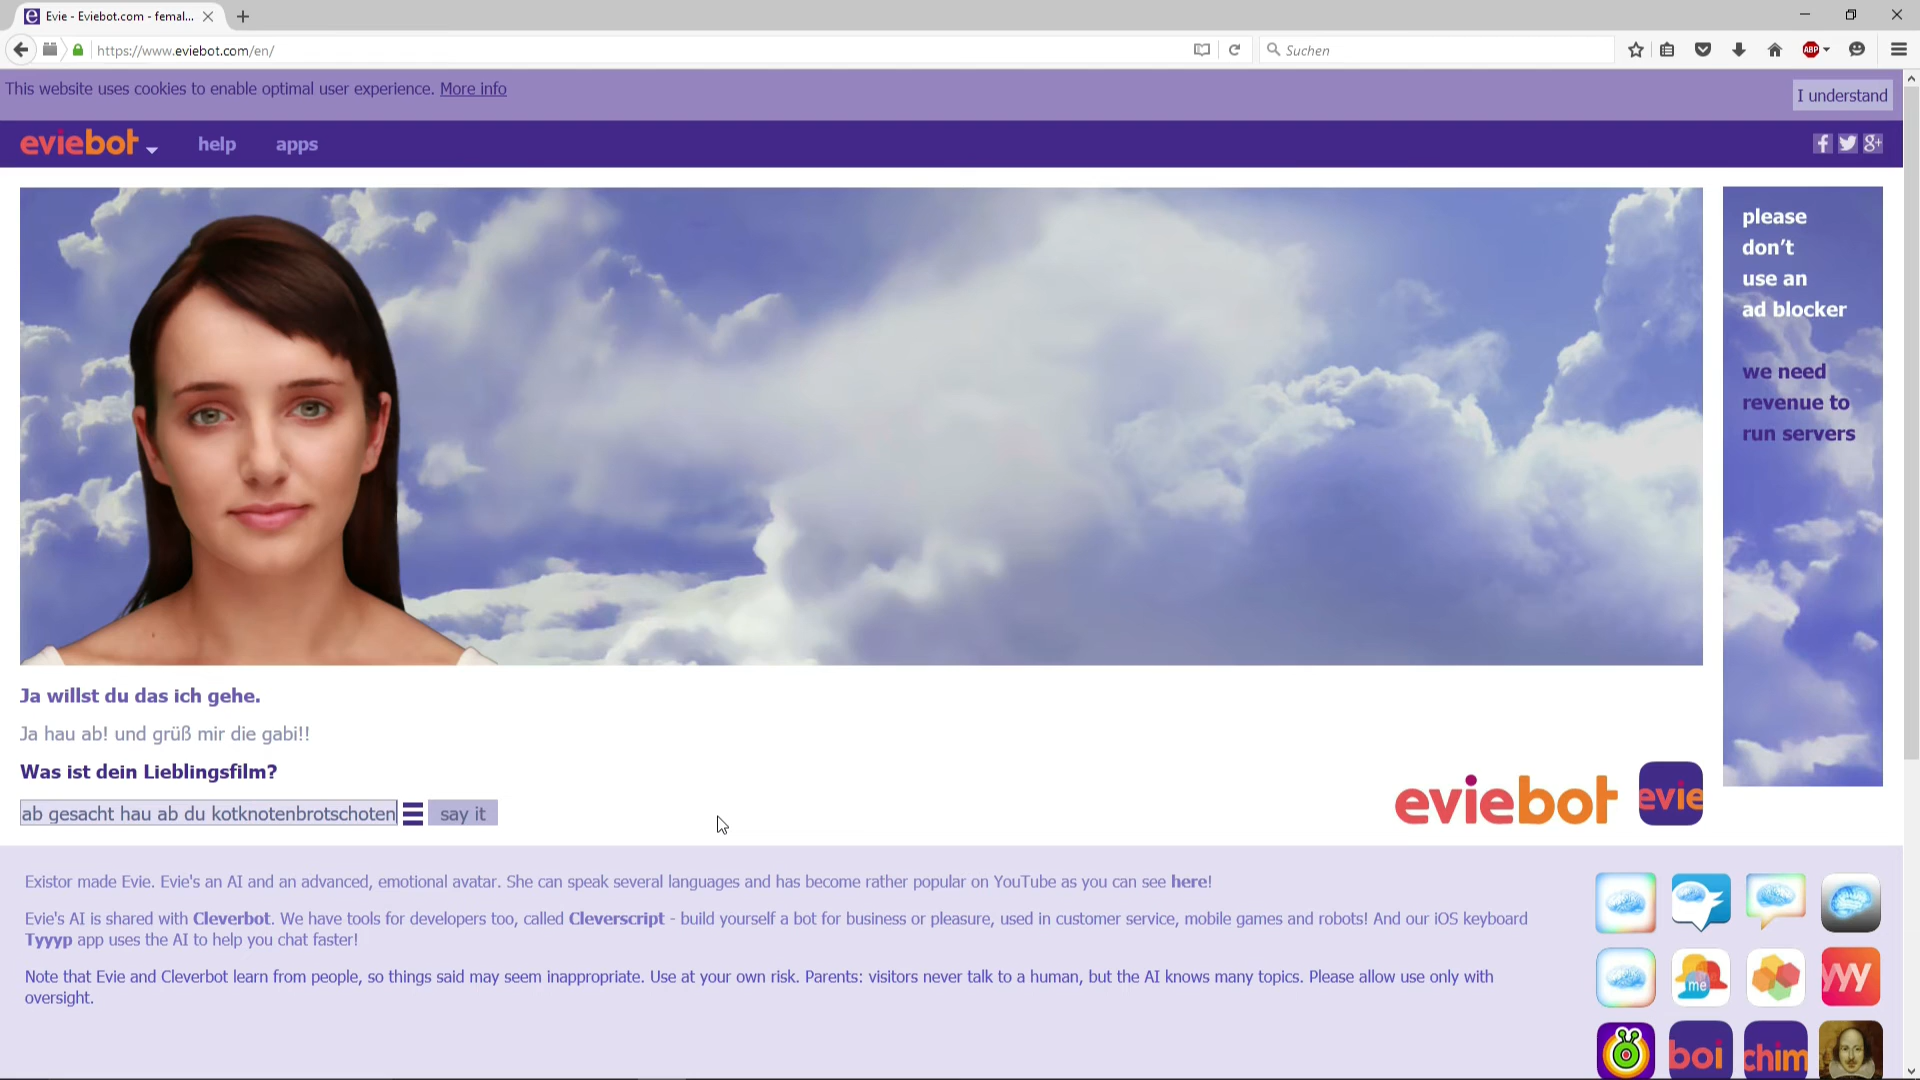 Evie - Eviebot.com - femal...
https://www.eviebot.com/en/
Suchen
ABP
This website uses cookies to enable optimal user experience. More info
I understand
eviebot
help
apps
please
don't
use an
ad blocker
we need
revenue to
run servers
Ja willst du das ich gehe.
Ja hau ab! und grüß mir die gabi!!
Was ist dein Lieblingsfilm?
ab gesacht hau ab du kotknotenbrotschoten
say it
eviebot
evie
Existor made Evie. Evie's an AI and an advanced, emotional avatar. She can speak several languages and has become rather popular on YouTube as you can see here!
Evie's AI is shared with Cleverbot. We have tools for developers too, called Cleverscript - build yourself a bot for business or pleasure, used in customer service, mobile games and robots! And our iOS keyboard
Tyyyp app uses the AI to help you chat faster!
Note that Evie and Cleverbot learn from people, so things said may seem inappropriate. Use at your own risk. Parents: visitors never talk to a human, but the AI knows many topics. Please allow use only with
oversight.
me
yyy
boi
chim